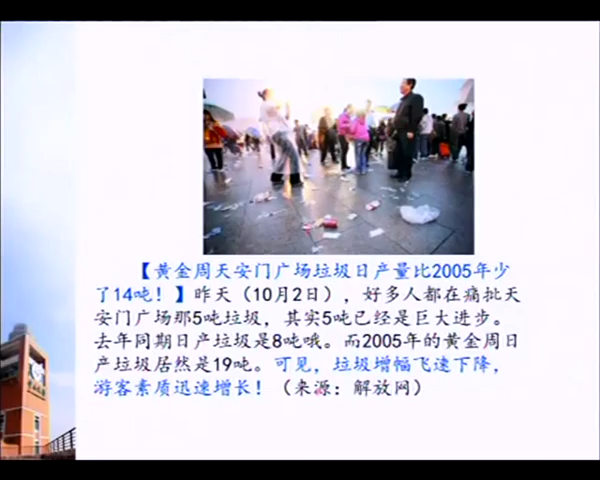 【黄金周天安门广场垃圾日产量比2005年少
了14吨！】昨天（10月2日），好多人都在痛批天
安门广场那5吨垃圾，其实5吨已经是巨大进步。
去年同期日产垃圾是8吨哦。而2005年的黄金周日
产垃圾居然是19吨。可见，垃圾增幅飞速下降，
游客素质迅速增长！（来源：解放网）